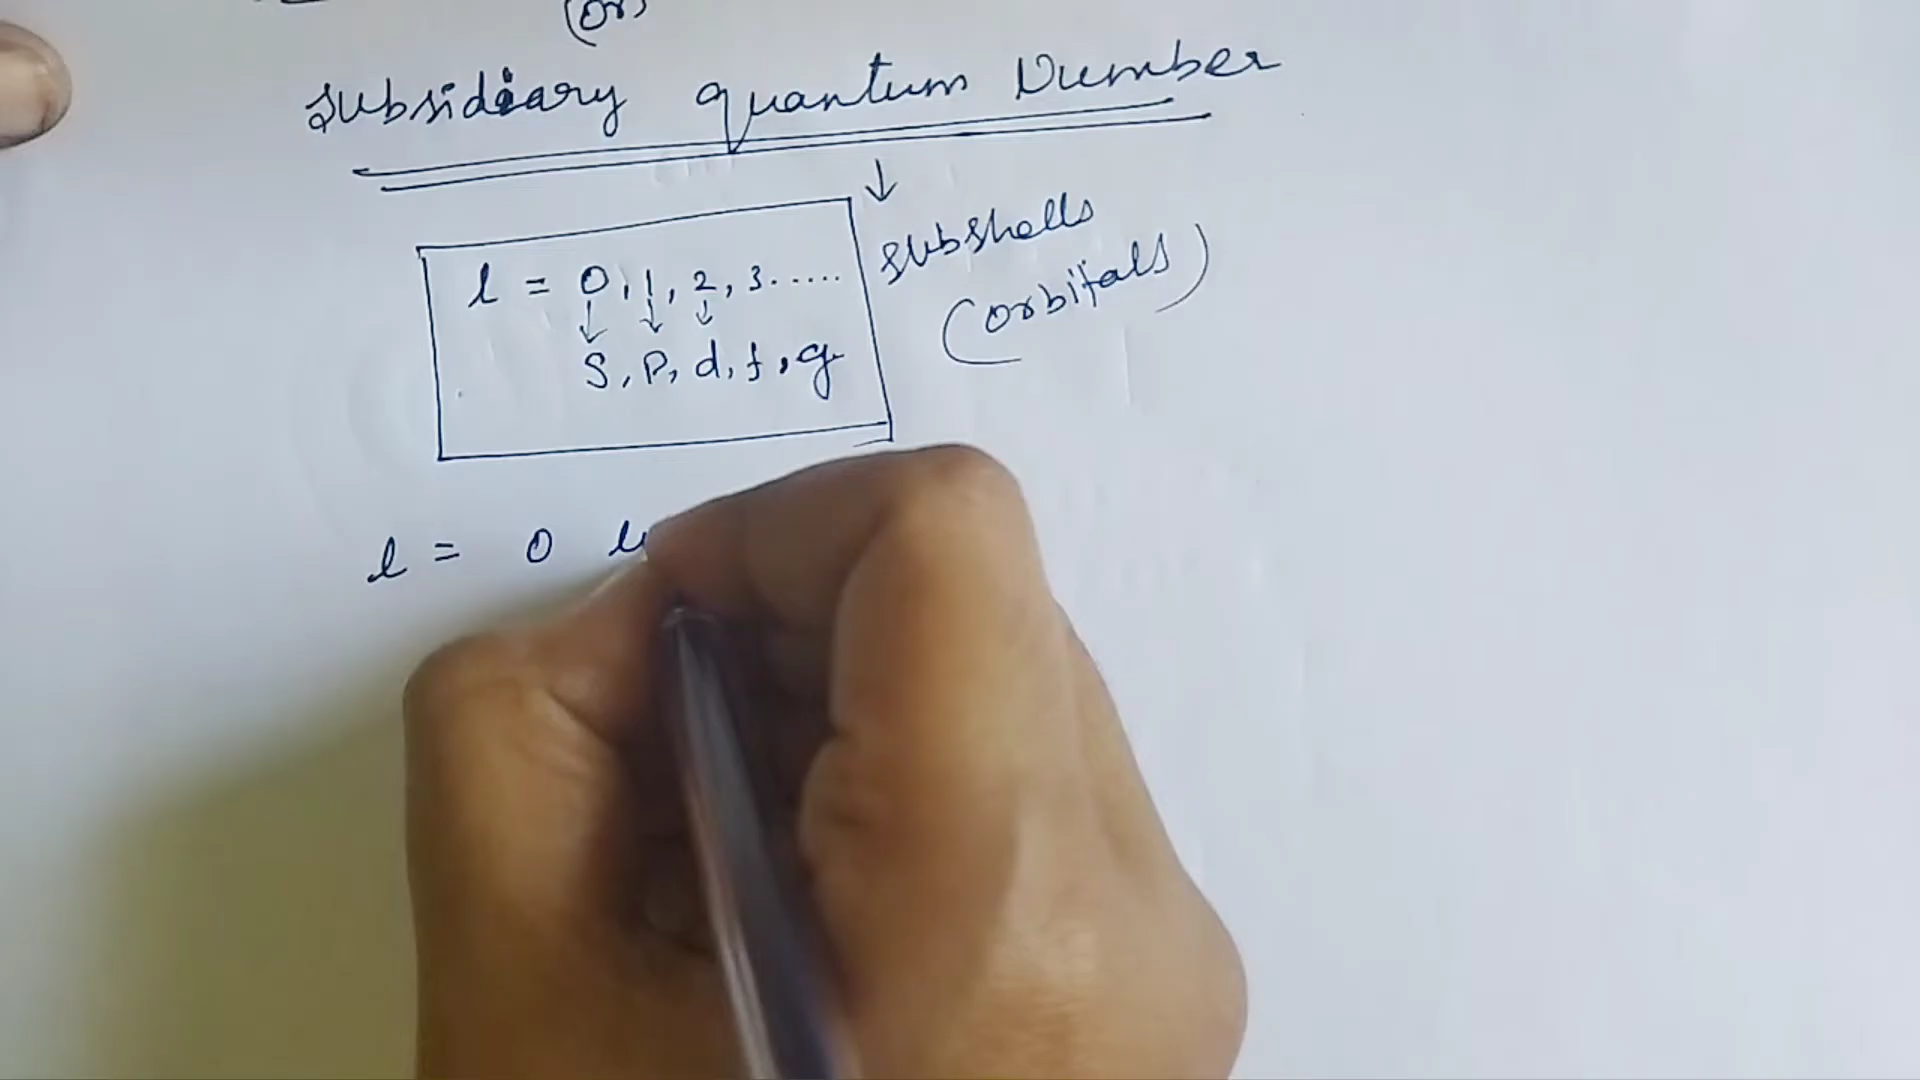 (or)
subsidiary quantum Number
↓
l = 0, 1, 2, 3.....
↓ ↓ ↓
S, P, d, f, g
subshells
(orbitals)
l = 0